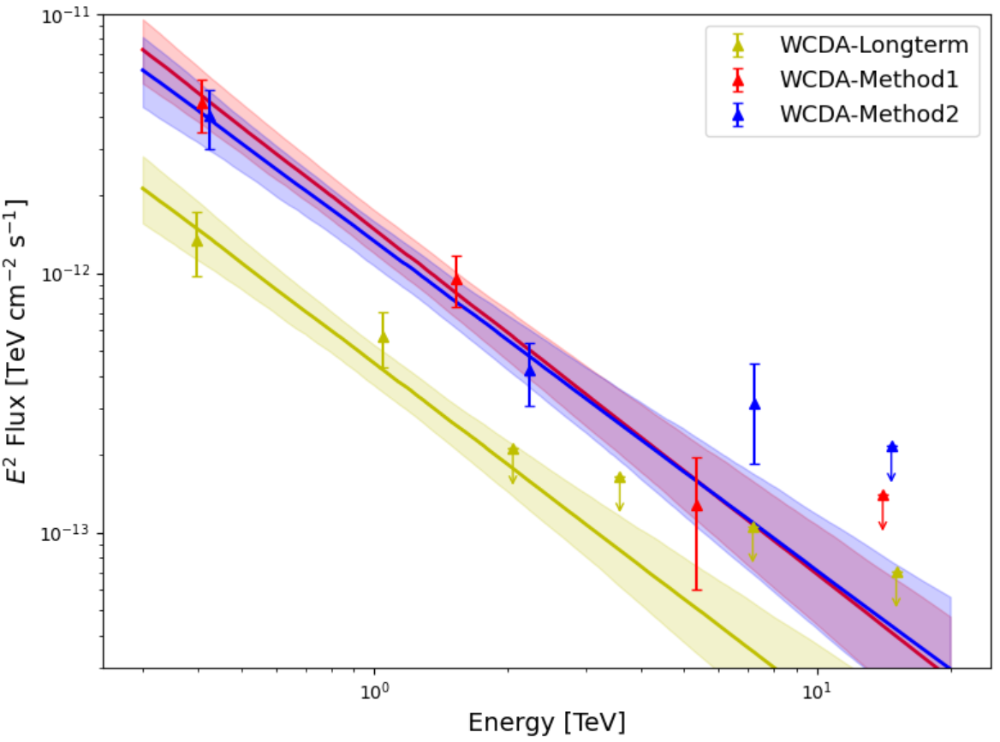 10⁻¹¹
WCDA-Longterm
WCDA-Method1
WCDA-Method2
E² Flux [TeV cm⁻² s⁻¹]
10⁻¹²
10⁻¹³
10⁰
10¹
Energy [TeV]